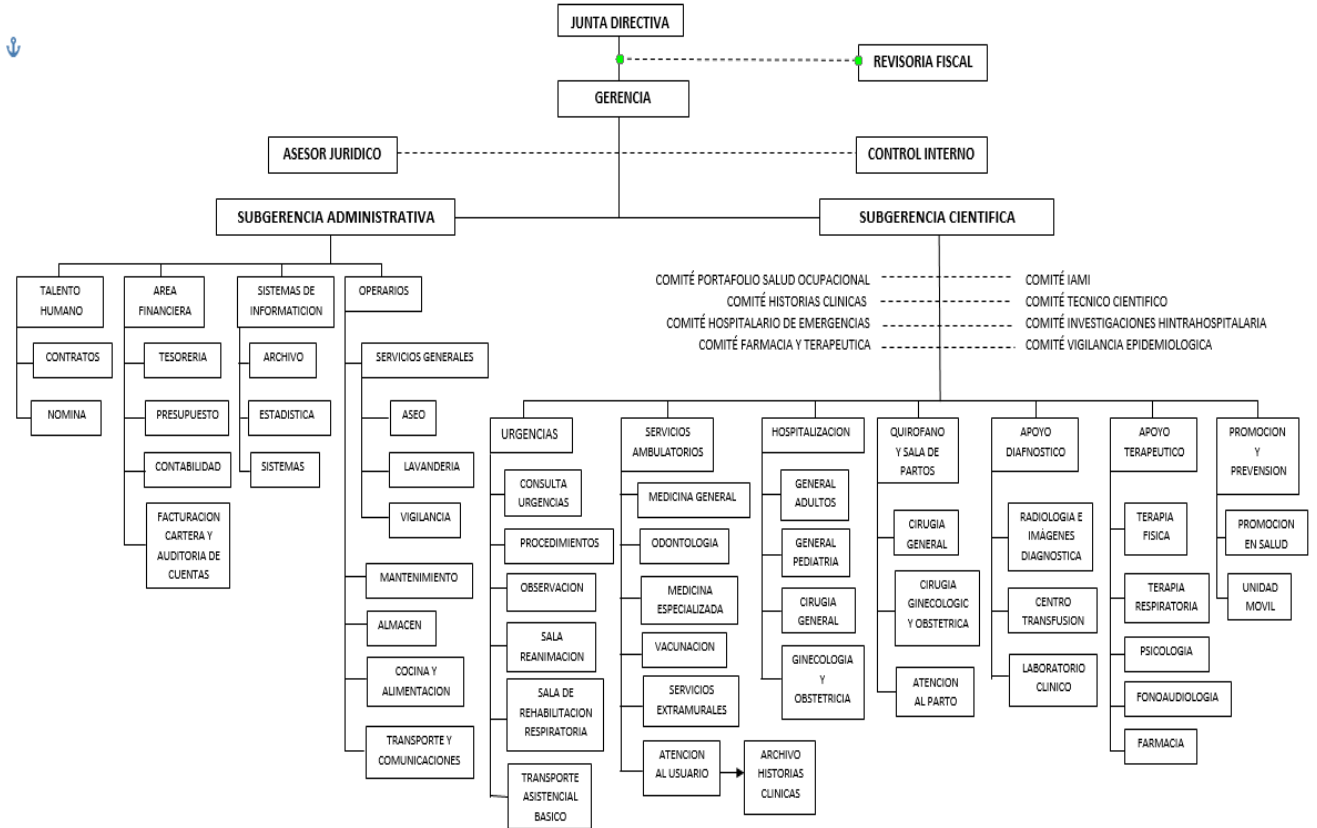 JUNTA DIRECTIVA
REVISORIA FISCAL
GERENCIA
ASESOR JURIDICO
CONTROL INTERNO
SUBGERENCIA ADMINISTRATIVA
SUBGERENCIA CIENTIFICA
COMITÉ PORTAFOLIO SALUD OCUPACIONAL
COMITÉ IAMI
COMITÉ HISTORIAS CLINICAS
COMITÉ TECNICO CIENTIFICO
COMITÉ HOSPITALARIO DE EMERGENCIAS
COMITÉ INVESTIGACIONES HINTRAHOSPITALARIA
COMITÉ FARMACIA Y TERAPEUTICA
COMITÉ VIGILANCIA EPIDEMIOLOGICA
TALENTO
HUMANO
CONTRATOS
NOMINA
AREA
FINANCIERA
TESORERIA
PRESUPUESTO
CONTABILIDAD
FACTURACION
CARTERA Y
AUDITORIA DE
CUENTAS
SISTEMAS DE
INFORMATICION
ARCHIVO
ESTADISTICA
SISTEMAS
OPERARIOS
SERVICIOS GENERALES
ASEO
LAVANDERIA
VIGILANCIA
MANTENIMIENTO
ALMACEN
COCINA Y
ALIMENTACION
TRANSPORTE Y
COMUNICACIONES
URGENCIAS
CONSULTA
URGENCIAS
PROCEDIMIENTOS
OBSERVACION
SALA
REANIMACION
SALA DE
REHABILITACION
RESPIRATORIA
TRANSPORTE
ASISTENCIAL
BASICO
SERVICIOS
AMBULATORIOS
MEDICINA GENERAL
ODONTOLOGIA
MEDICINA
ESPECIALIZADA
VACUNACION
SERVICIOS
EXTRAMURALES
ATENCION
AL USUARIO
ARCHIVO
HISTORIAS
CLINICAS
HOSPITALIZACION
GENERAL
ADULTOS
GENERAL
PEDIATRIA
CIRUGIA
GENERAL
GINECOLOGIA
Y
OBSTETRICIA
QUIROFANO
Y SALA DE
PARTOS
CIRUGIA
GENERAL
CIRUGIA
GINECOLOGIC
Y OBSTETRICA
ATENCION
AL PARTO
APOYO
DIAFNOSTICO
RADIOLOGIA E
IMÁGENES
DIAGNOSTICA
CENTRO
TRANSFUSION
LABORATORIO
CLINICO
APOYO
TERAPEUTICO
TERAPIA
FISICA
TERAPIA
RESPIRATORIA
PSICOLOGIA
FONOAUDIOLOGIA
FARMACIA
PROMOCION
Y
PREVENSION
PROMOCION
EN SALUD
UNIDAD
MOVIL